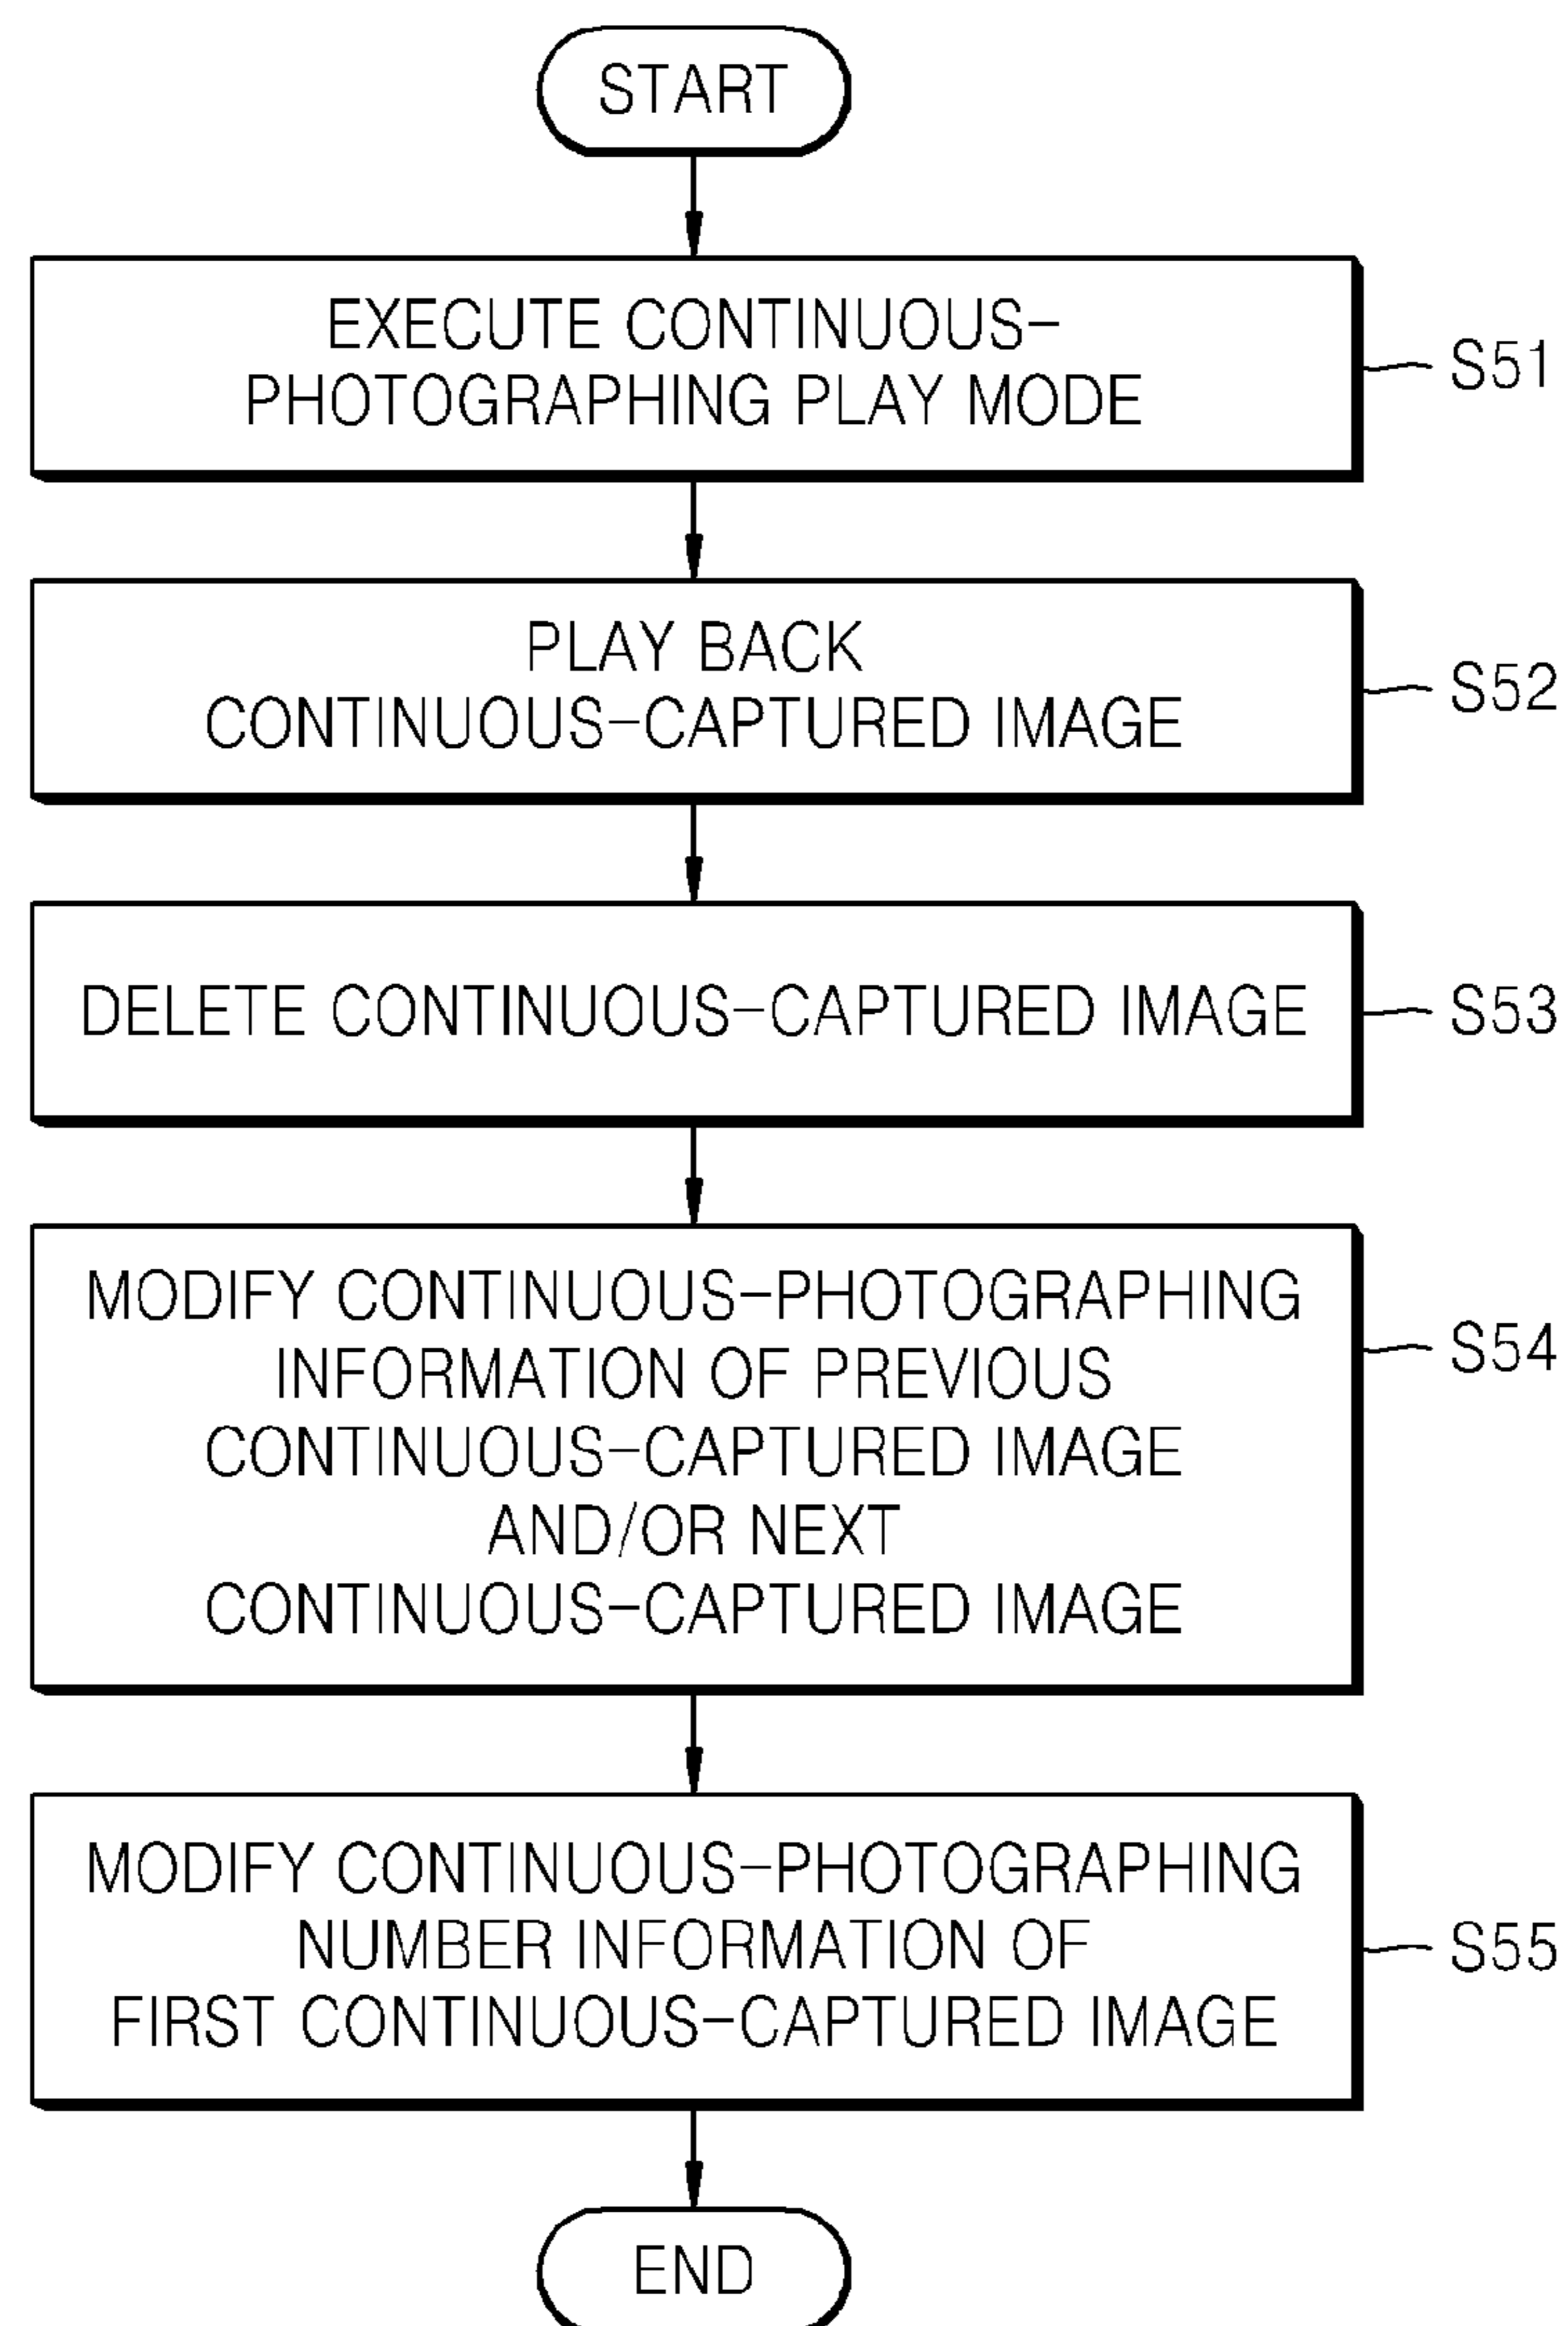 START
EXECUTE CONTINUOUS-
PHOTOGRAPHING PLAY MODE
S51
PLAY BACK
CONTINUOUS-CAPTURED IMAGE
S52
DELETE CONTINUOUS-CAPTURED IMAGE
S53
MODIFY CONTINUOUS-PHOTOGRAPHING
INFORMATION OF PREVIOUS
CONTINUOUS-CAPTURED IMAGE
AND/OR NEXT
CONTINUOUS-CAPTURED IMAGE
S54
MODIFY CONTINUOUS-PHOTOGRAPHING
NUMBER INFORMATION OF
FIRST CONTINUOUS-CAPTURED IMAGE
S55
END